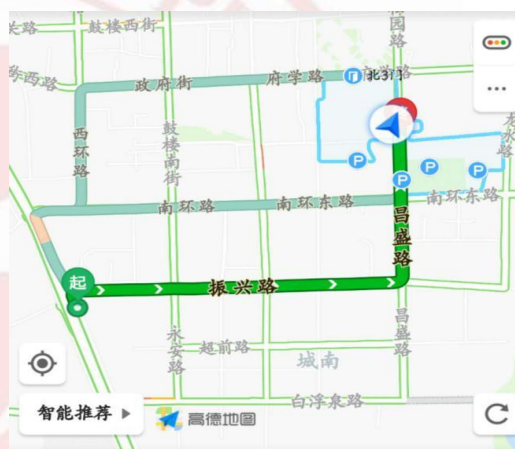 鼓楼西街
政府街
府学路
北3门
西环路
鼓楼南街
南环路
南环东路
南环东路
昌盛路
起
振兴路
昌盛路
永安路
超前路
城南
白浮泉路
智能推荐
高德地图
P
P
P
P